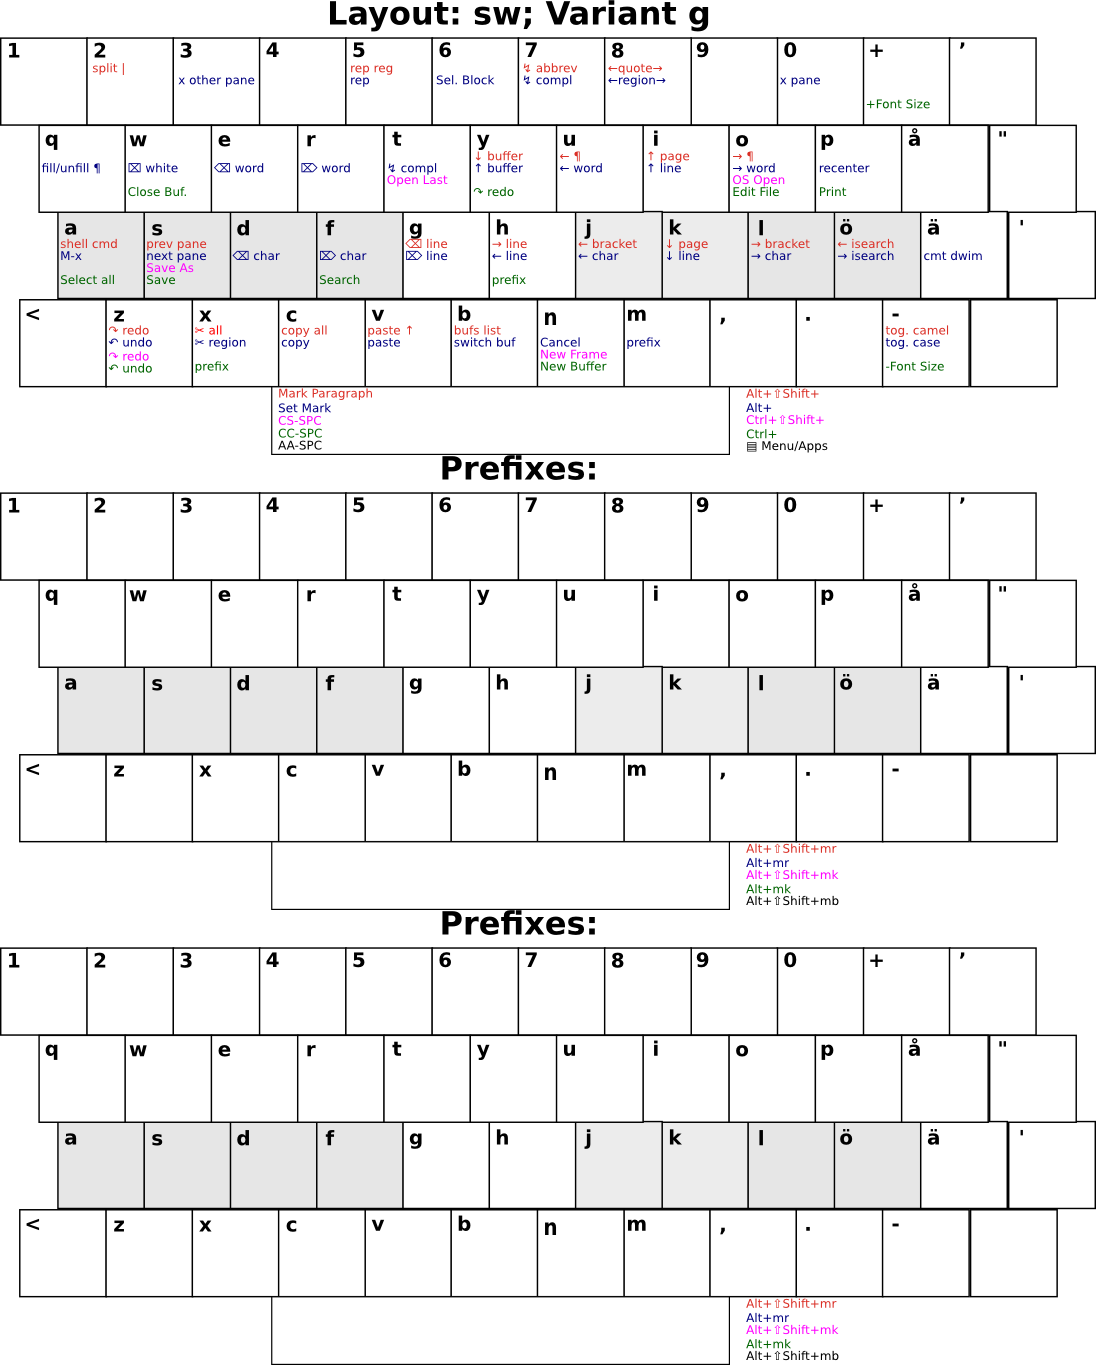 Layout: sw; Variant g
1 2 3 4 5 6 7 8 9 0 + ’
split | rep reg ↯ abbrev ←quote→
x other pane rep Sel. Block ↯ compl ←region→ x pane
+Font Size
q w e r t y u i o p å "
↓ buffer ← ¶ ↑ page → ¶
fill/unfill ¶ ⌧ white ⌫ word ⌦ word ↯ compl ↑ buffer ← word ↑ line → word recenter
Open Last OS Open
Close Buf. ↷ redo Edit File Print
a s d f g h j k l ö ä '
shell cmd prev pane ⌫ line → line ← bracket ↓ page → bracket ← isearch
M-x next pane ⌫ char ⌦ char ⌦ line ← line ← char ↓ line → char → isearch cmt dwim
Save As
Select all Save Search prefix
< z x c v b n m , . -
↷ redo ✂ all copy all paste ↑ bufs list tog. camel
↶ undo ✂ region copy paste switch buf Cancel prefix tog. case
↷ redo New Frame
↶ undo prefix New Buffer -Font Size
Mark Paragraph Alt+⇧Shift+
Set Mark Alt+
CS-SPC Ctrl+⇧Shift+
CC-SPC Ctrl+
AA-SPC ▤ Menu/Apps
Prefixes:
1 2 3 4 5 6 7 8 9 0 + ’
q w e r t y u i o p å "
a s d f g h j k l ö ä '
< z x c v b n m , . -
Alt+⇧Shift+mr
Alt+mr
Alt+⇧Shift+mk
Alt+mk
Alt+⇧Shift+mb
Prefixes:
1 2 3 4 5 6 7 8 9 0 + ’
q w e r t y u i o p å "
a s d f g h j k l ö ä '
< z x c v b n m , . -
Alt+⇧Shift+mr
Alt+mr
Alt+⇧Shift+mk
Alt+mk
Alt+⇧Shift+mb